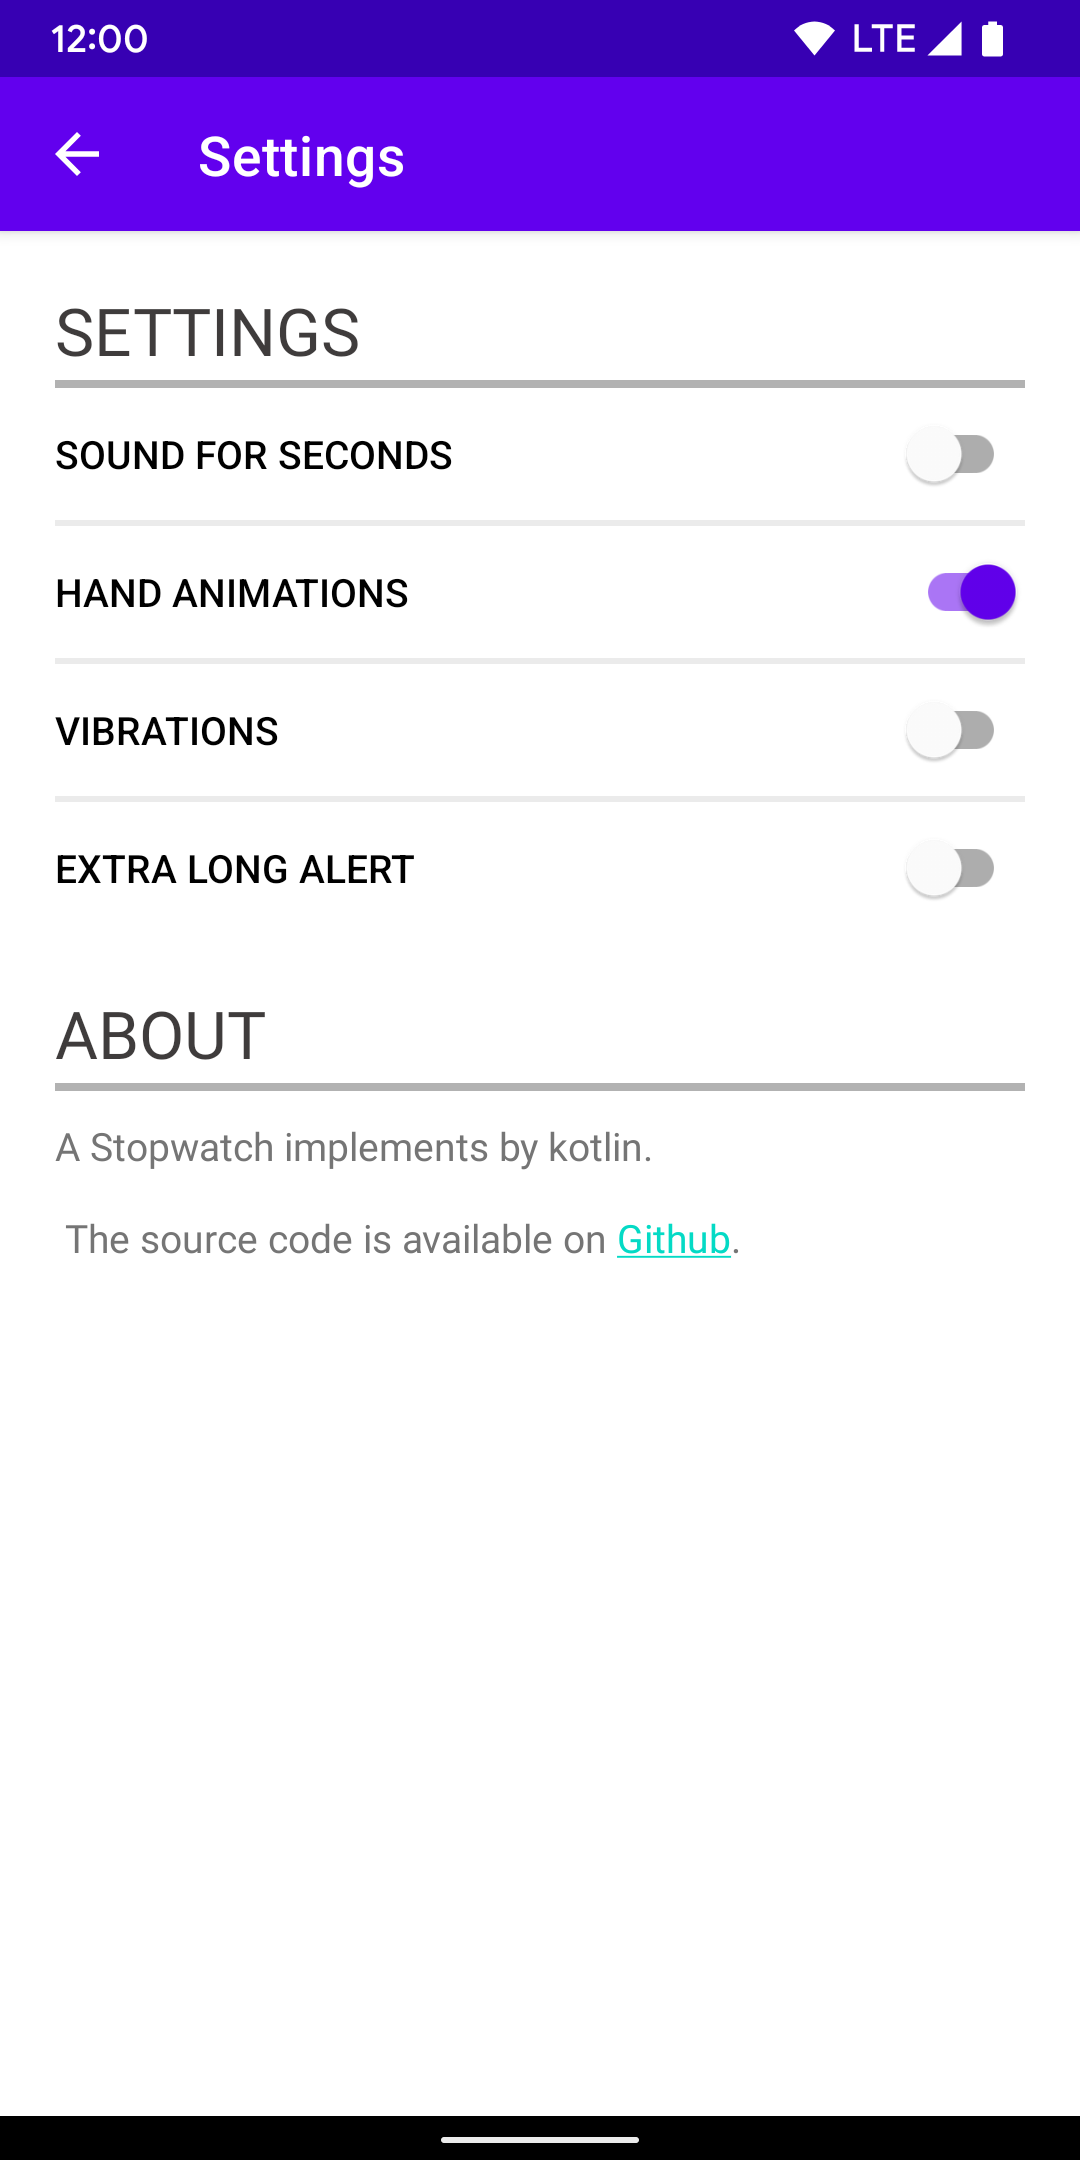 12:00 LTE
Settings
SETTINGS
SOUND FOR SECONDS
HAND ANIMATIONS
VIBRATIONS
EXTRA LONG ALERT
ABOUT
A Stopwatch implements by kotlin.
The source code is available on Github.